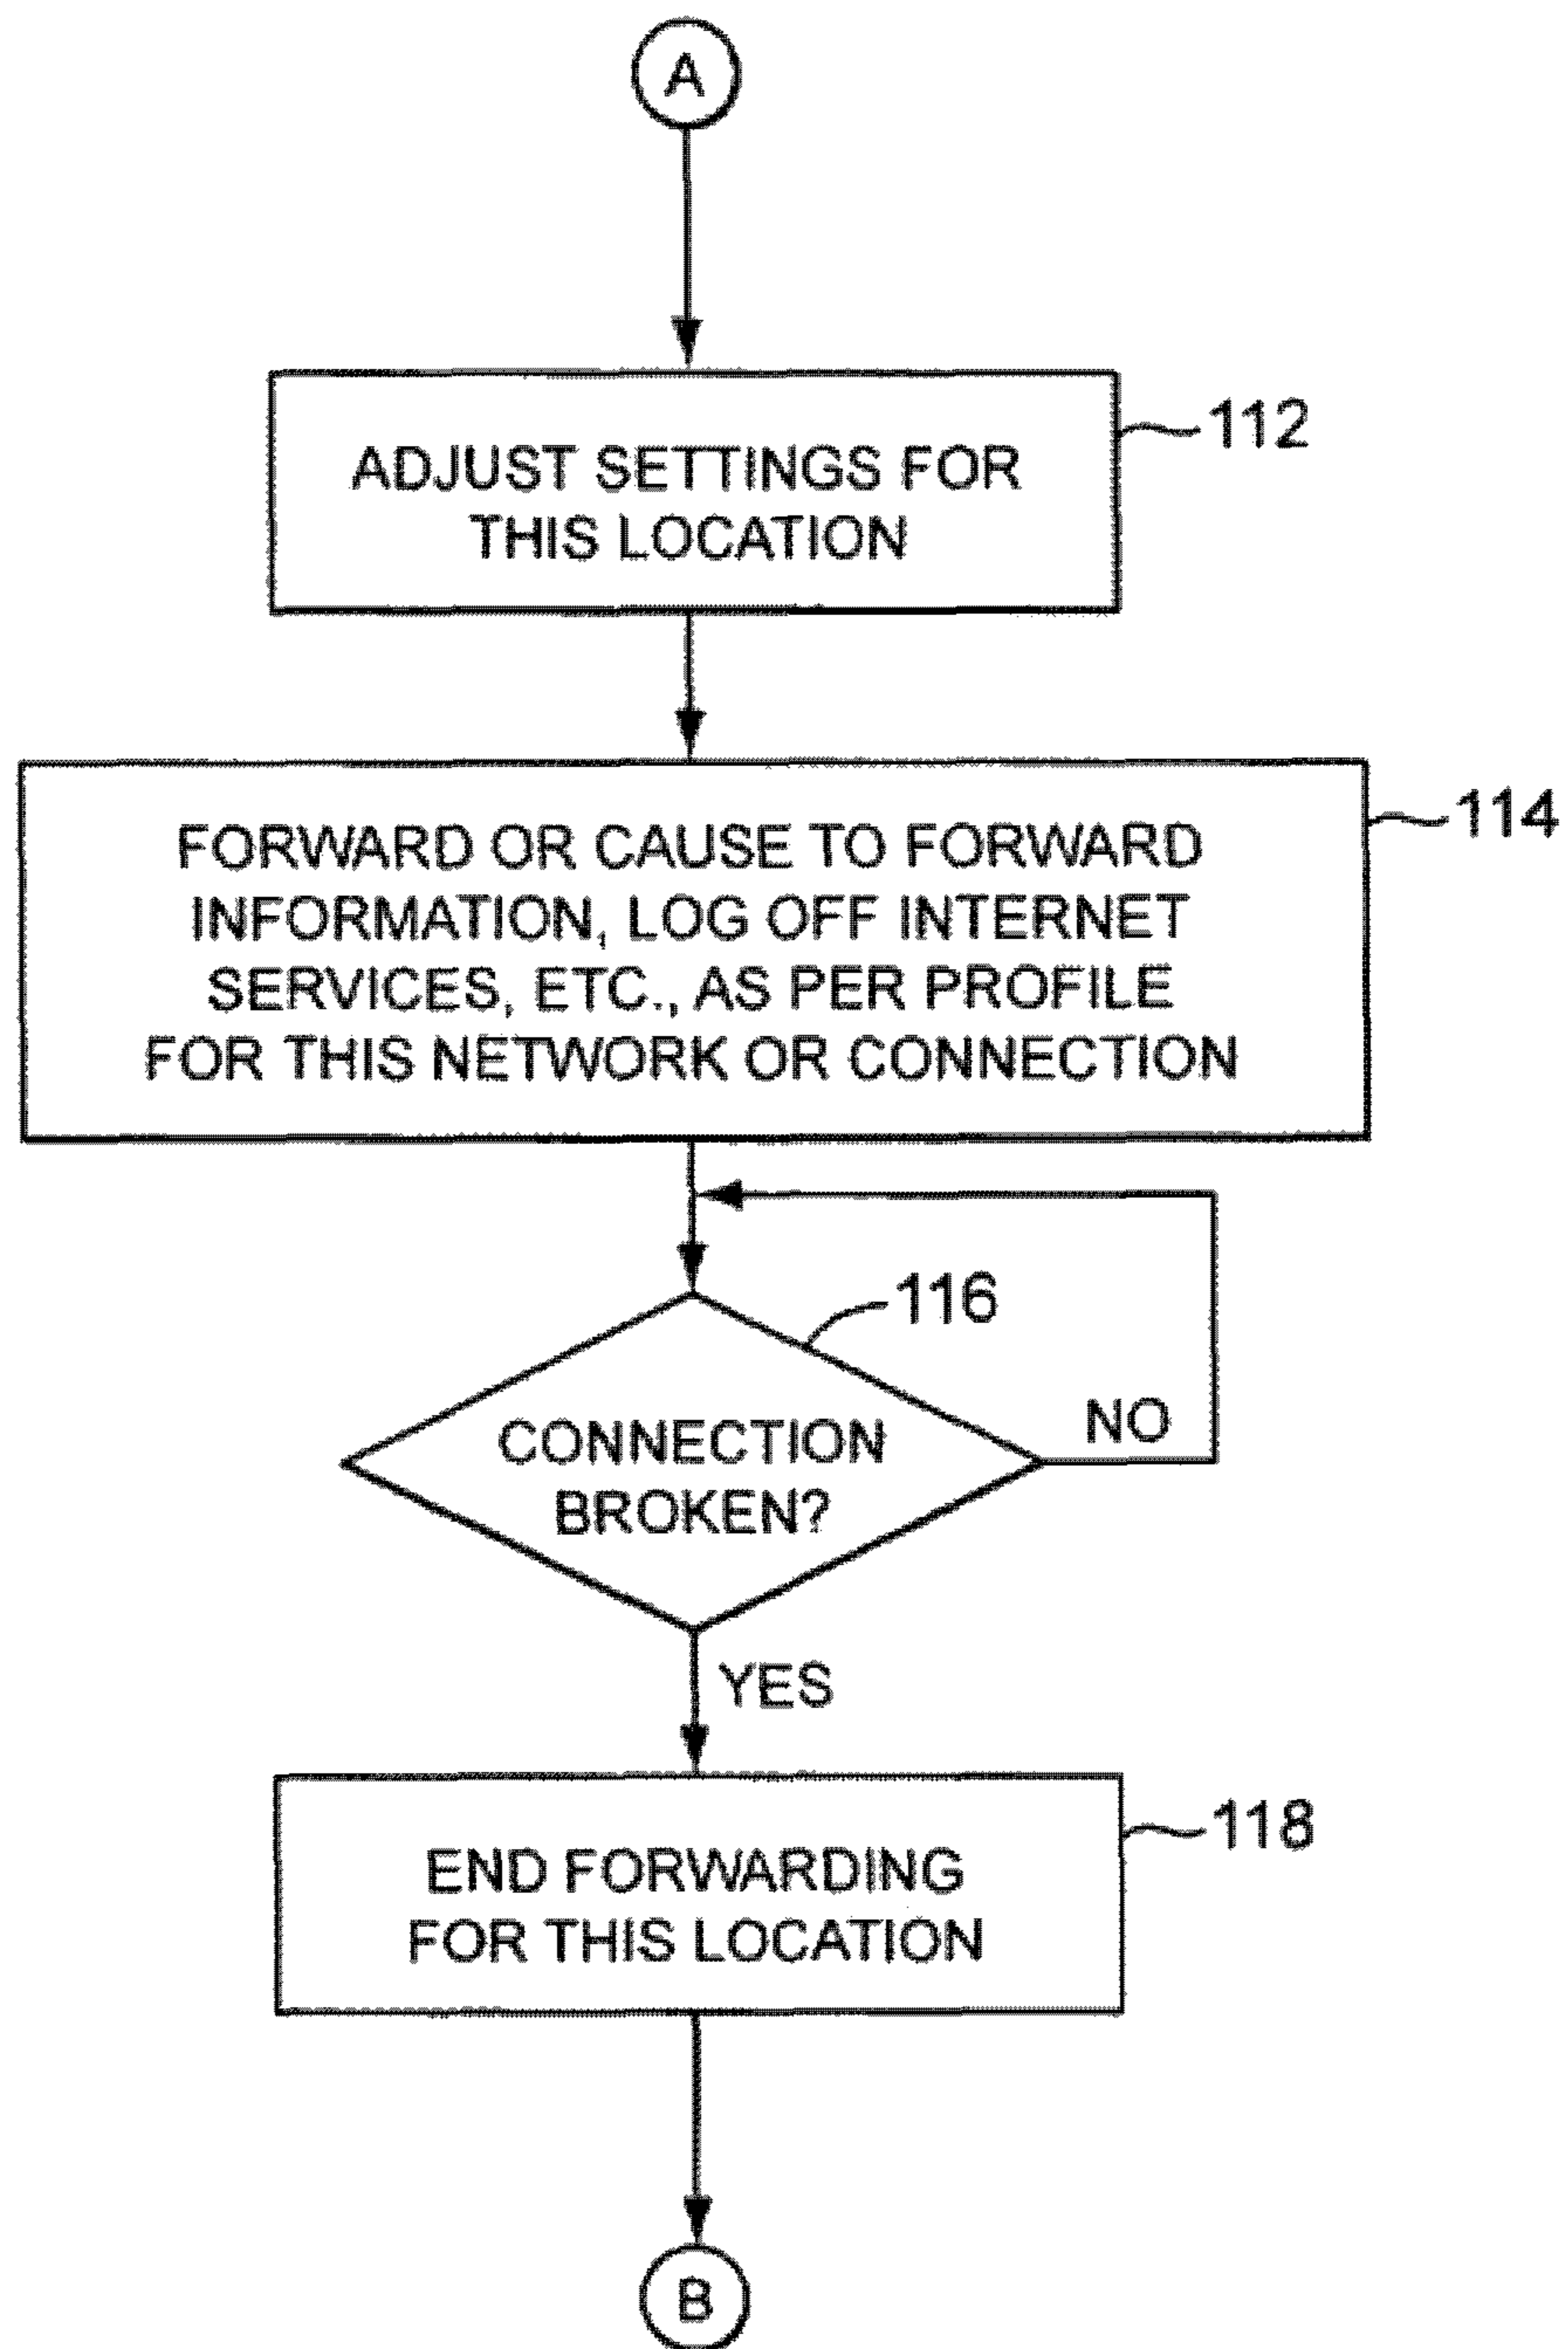 A
ADJUST SETTINGS FOR
THIS LOCATION
112
FORWARD OR CAUSE TO FORWARD
INFORMATION, LOG OFF INTERNET
SERVICES, ETC., AS PER PROFILE
FOR THIS NETWORK OR CONNECTION
114
116
CONNECTION
BROKEN?
NO
YES
END FORWARDING
FOR THIS LOCATION
118
B